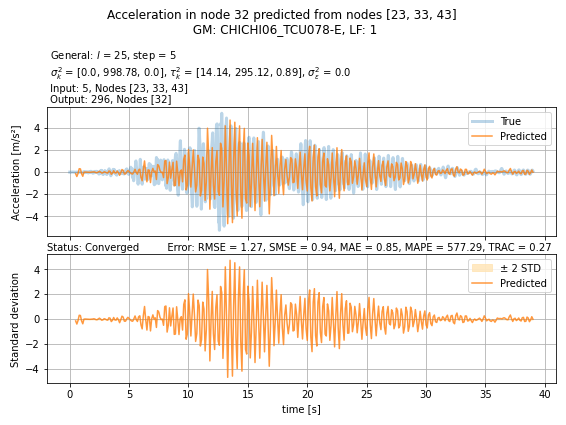 Acceleration in node 32 predicted from nodes [23, 33, 43]
GM: CHICHI06_TCU078-E, LF: 1
General: l = 25, step = 5
σ²ₖ = [0.0, 998.78, 0.0], τ²ₖ = [14.14, 295.12, 0.89], σ²ₑ = 0.0
Input: 5, Nodes [23, 33, 43]
Output: 296, Nodes [32]
Acceleration [m/s²]
4
2
0
−2
−4
True
Predicted
Status: Converged Error: RMSE = 1.27, SMSE = 0.94, MAE = 0.85, MAPE = 577.29, TRAC = 0.27
Standard deviation
4
2
0
−2
−4
± 2 STD
Predicted
0 5 10 15 20 25 30 35 40
time [s]